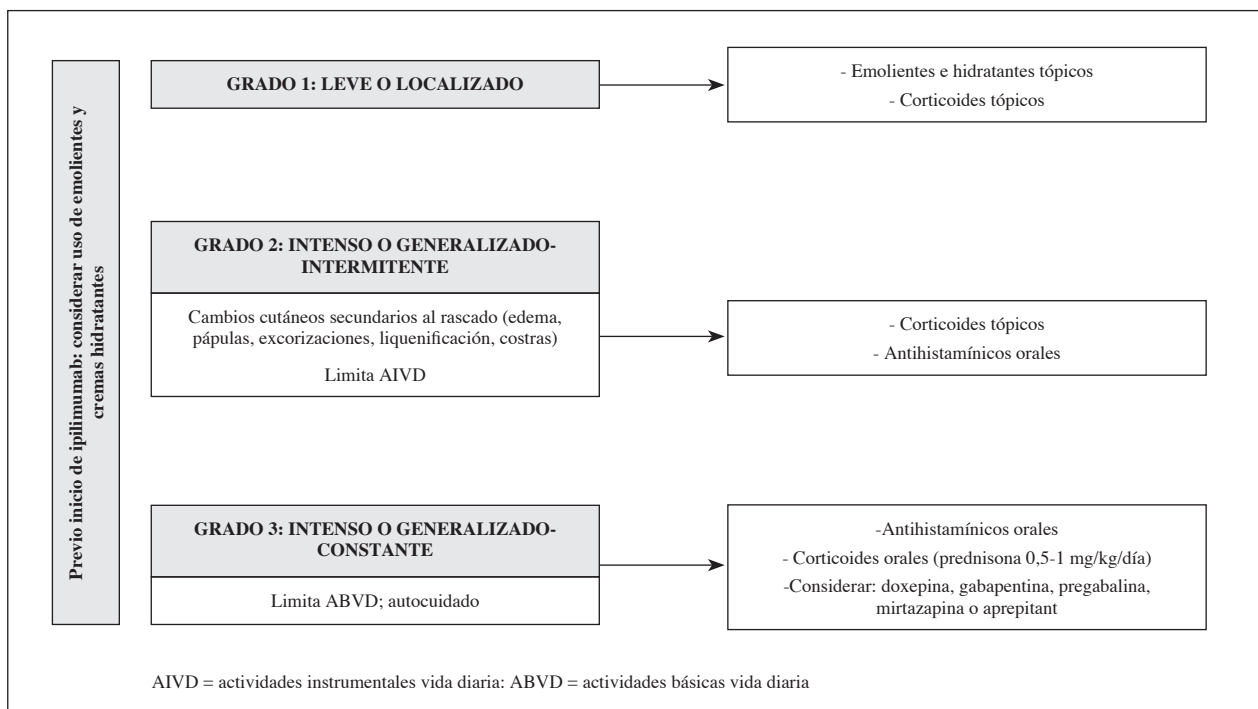 Previo inicio de ipilimumab: considerar uso de emolientes y
cremas hidratantes
GRADO 1: LEVE O LOCALIZADO
- Emolientes e hidratantes tópicos
- Corticoides tópicos
GRADO 2: INTENSO O GENERALIZADO-
INTERMITENTE
Cambios cutáneos secundarios al rascado (edema,
pápulas, excorizaciones, liquenificación, costras)
Limita AIVD
- Corticoides tópicos
- Antihistamínicos orales
GRADO 3: INTENSO O GENERALIZADO-
CONSTANTE
Limita ABVD; autocuidado
-Antihistamínicos orales
- Corticoides orales (prednisona 0,5-1 mg/kg/día)
-Considerar: doxepina, gabapentina, pregabalina,
mirtazapina o aprepitant
AIVD = actividades instrumentales vida diaria: ABVD = actividades básicas vida diaria